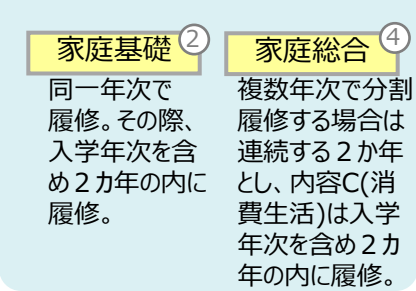 家庭基礎②
同一年次で
履修。その際、
入学年次を含
め２カ年の内に
履修。
家庭総合④
複数年次で分割
履修する場合は
連続する２か年
とし、内容C(消
費生活)は入学
年次を含め２カ
年の内に履修。